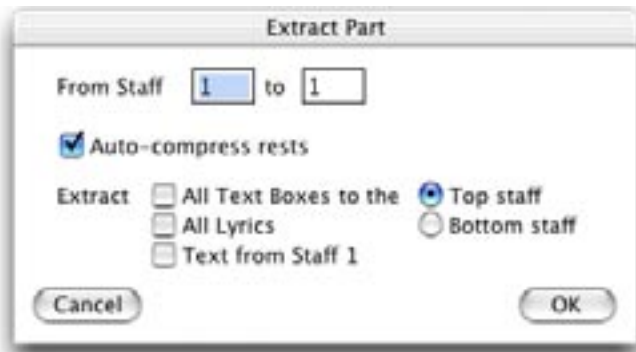 Extract Part
From Staff 1 to 1
Auto-compress rests
Extract All Text Boxes to the Top staff
All Lyrics Bottom staff
Text from Staff 1
Cancel OK